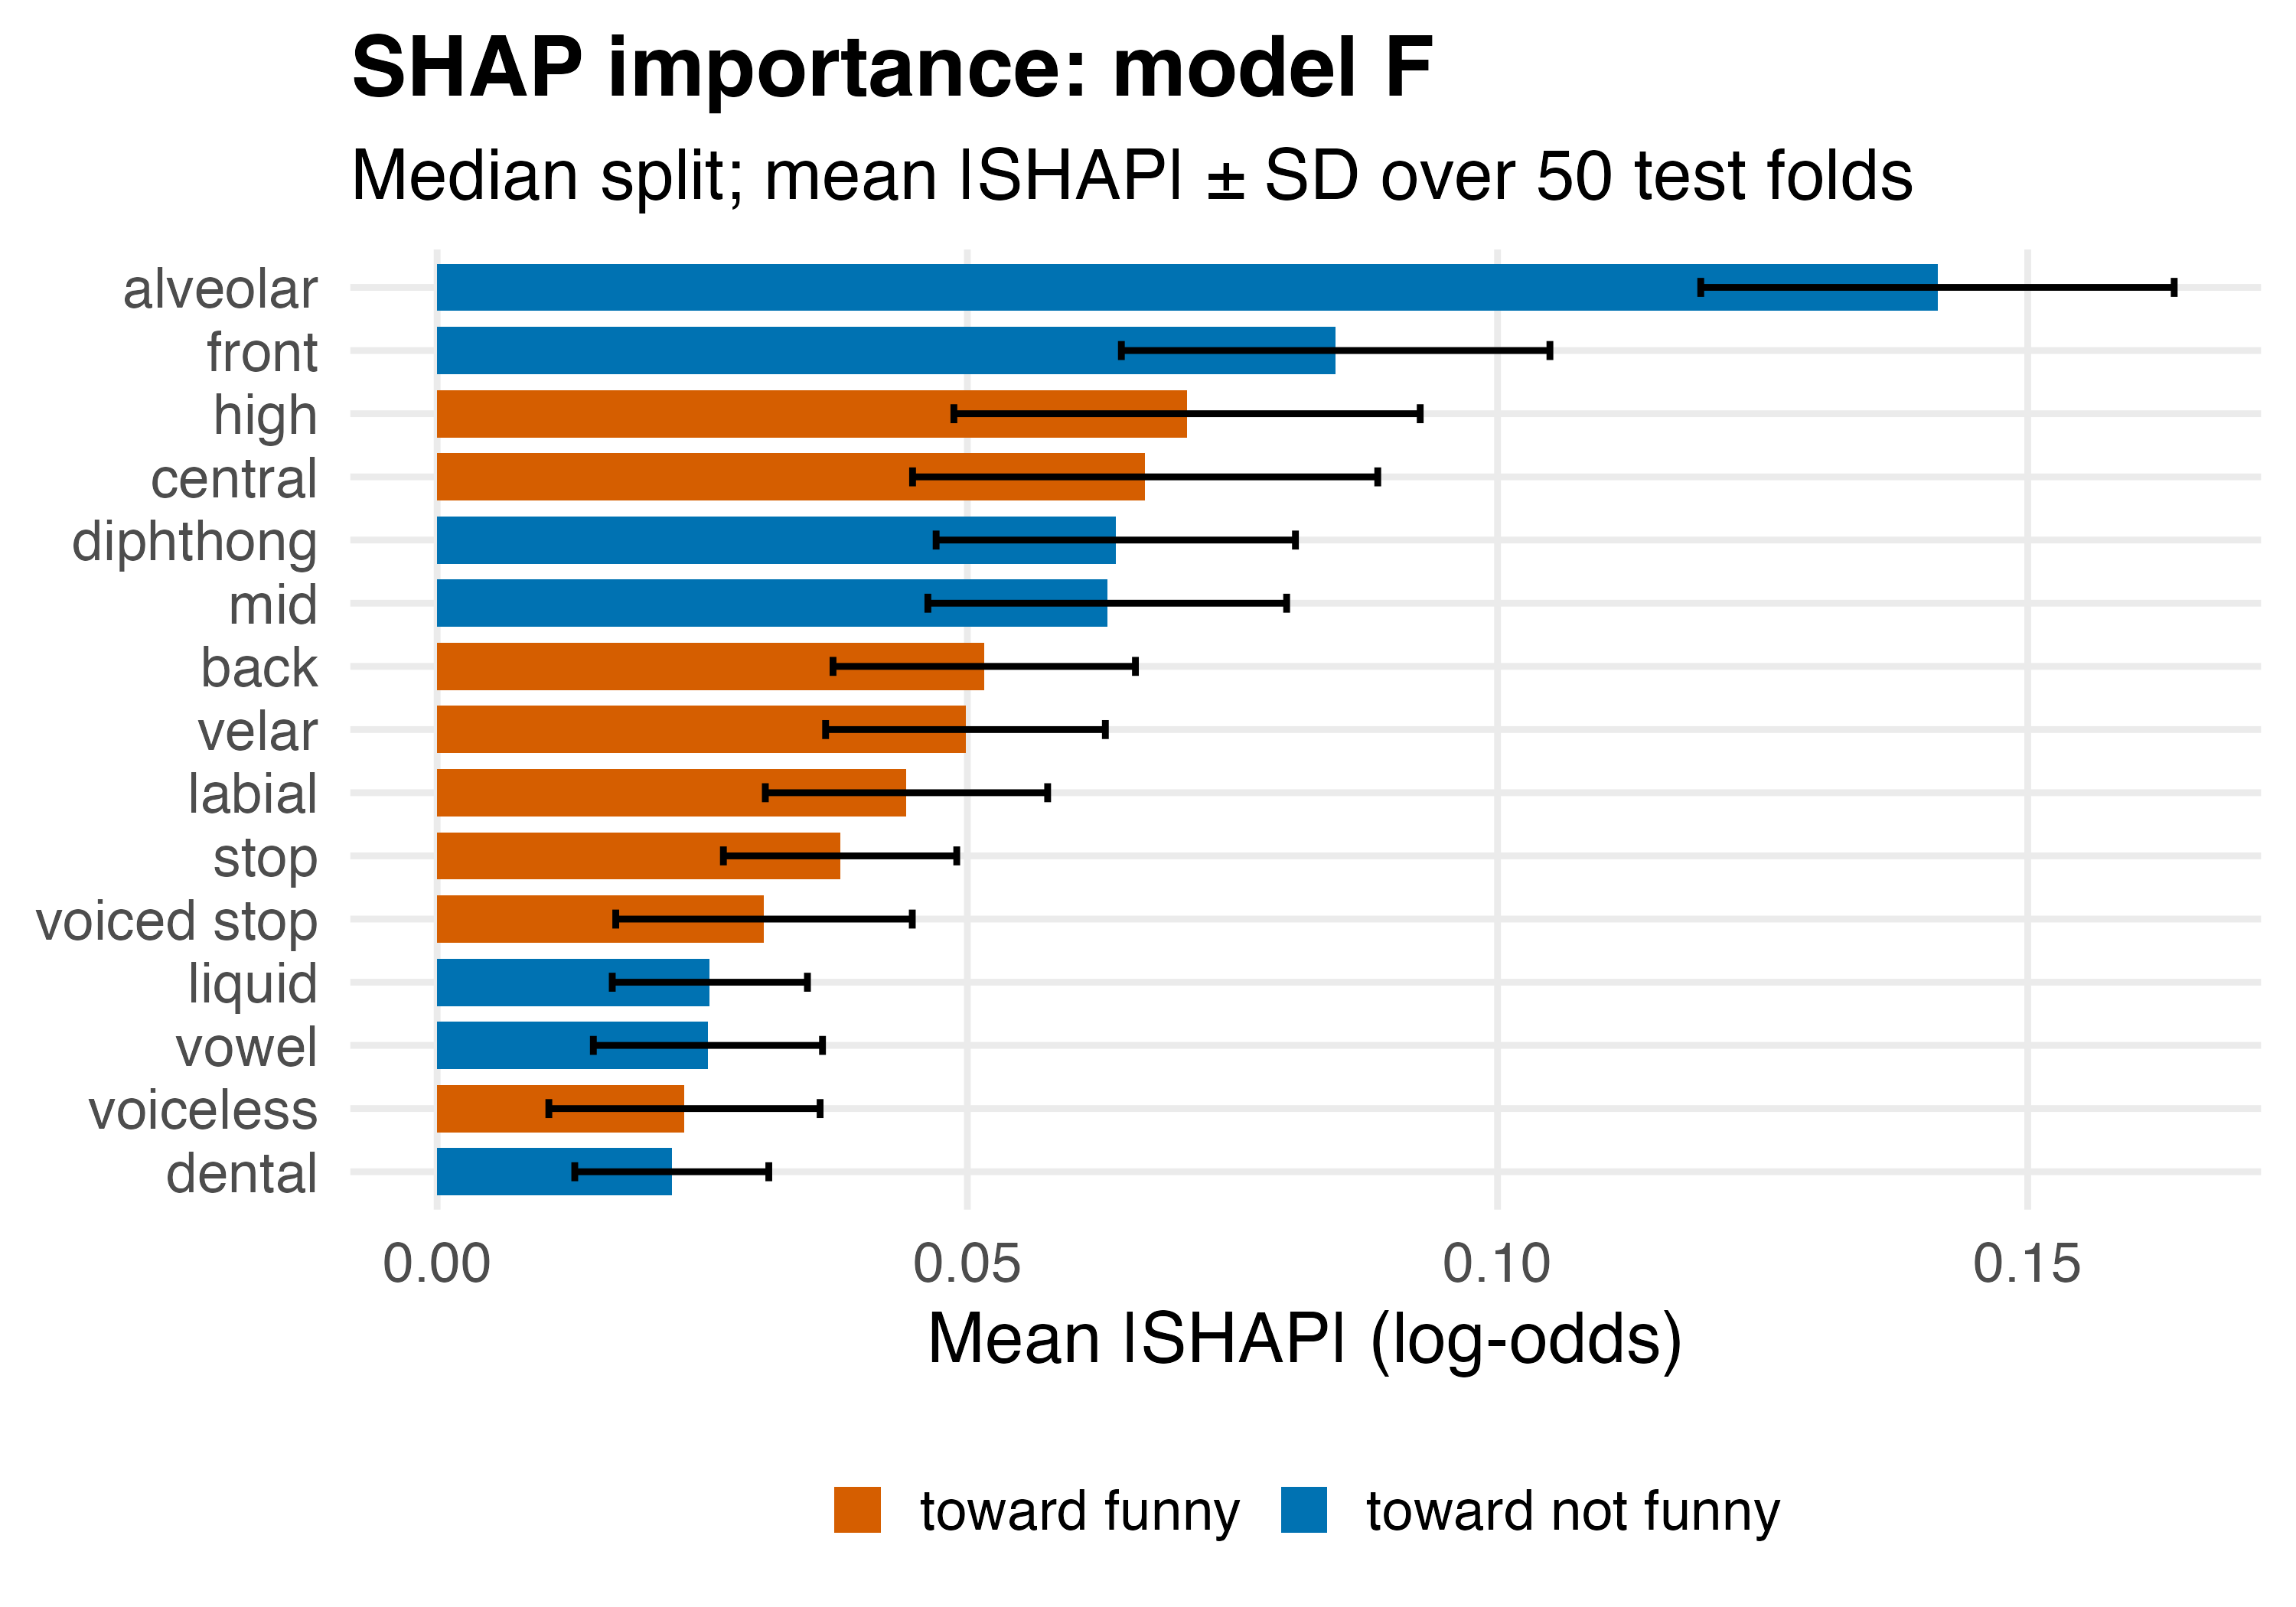 SHAP importance: model F
Median split; mean |SHAP| ± SD over 50 test folds
alveolar
front
high
central
diphthong
mid
back
velar
labial
stop
voiced stop
liquid
vowel
voiceless
dental
0.00 0.05 0.10 0.15
Mean |SHAP| (log-odds)
toward funny toward not funny